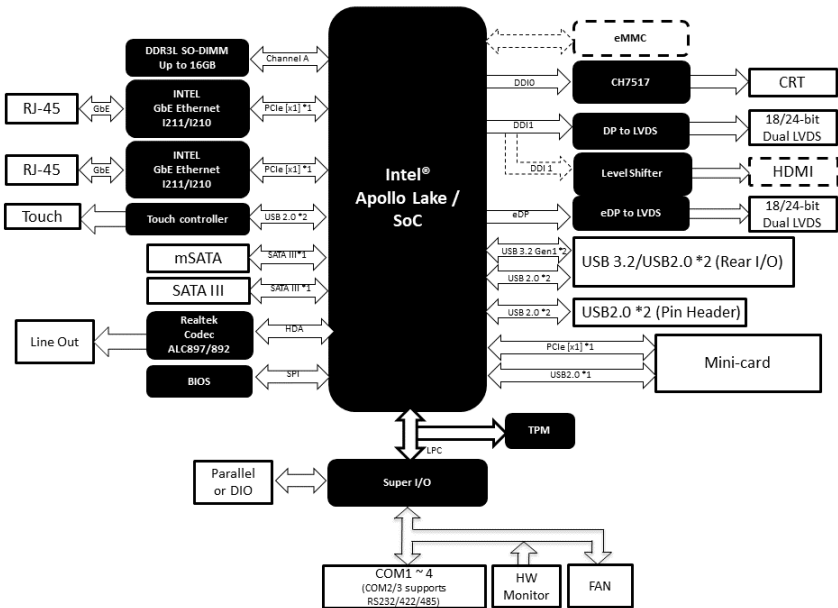 DDR3L SO-DIMM
Up to 16GB
Channel A
RJ-45
GbE
INTEL
GbE Ethernet
I211/I210
PCIe [x1] *1
RJ-45
GbE
INTEL
GbE Ethernet
I211/I210
PCIe [x1] *1
Touch
Touch controller
USB 2.0 *2
mSATA
SATA III*1
SATA III
SATA III *1
Line Out
Realtek
Codec
ALC897/892
HDA
BIOS
SPI
Intel®
Apollo Lake /
SoC
eMMC
DDI0
CH7517
CRT
DDI1
DP to LVDS
18/24-bit
Dual LVDS
DDI 1
Level Shifter
HDMI
eDP
eDP to LVDS
18/24-bit
Dual LVDS
USB 3.2 Gen1 *2
USB 2.0 *2
USB 3.2/USB2.0 *2 (Rear I/O)
USB 2.0 *2
USB2.0 *2 (Pin Header)
PCIe [x1] *1
USB2.0 *1
Mini-card
TPM
LPC
Parallel
or DIO
Super I/O
COM1 ~ 4
(COM2/3 supports
RS232/422/485)
HW
Monitor
FAN